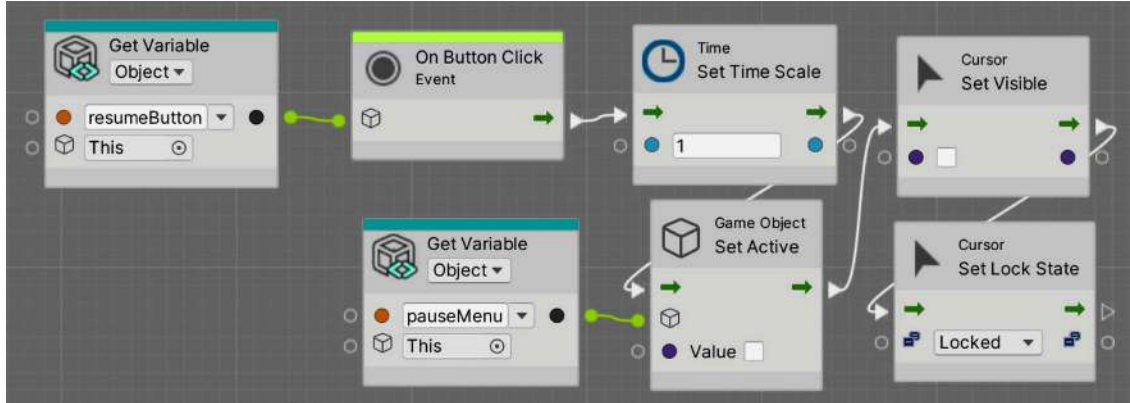 Get Variable
Object
resumeButton
This
On Button Click
Event
Time
Set Time Scale
1
Cursor
Set Visible
Get Variable
Object
pauseMenu
This
Game Object
Set Active
Value
Cursor
Set Lock State
Locked